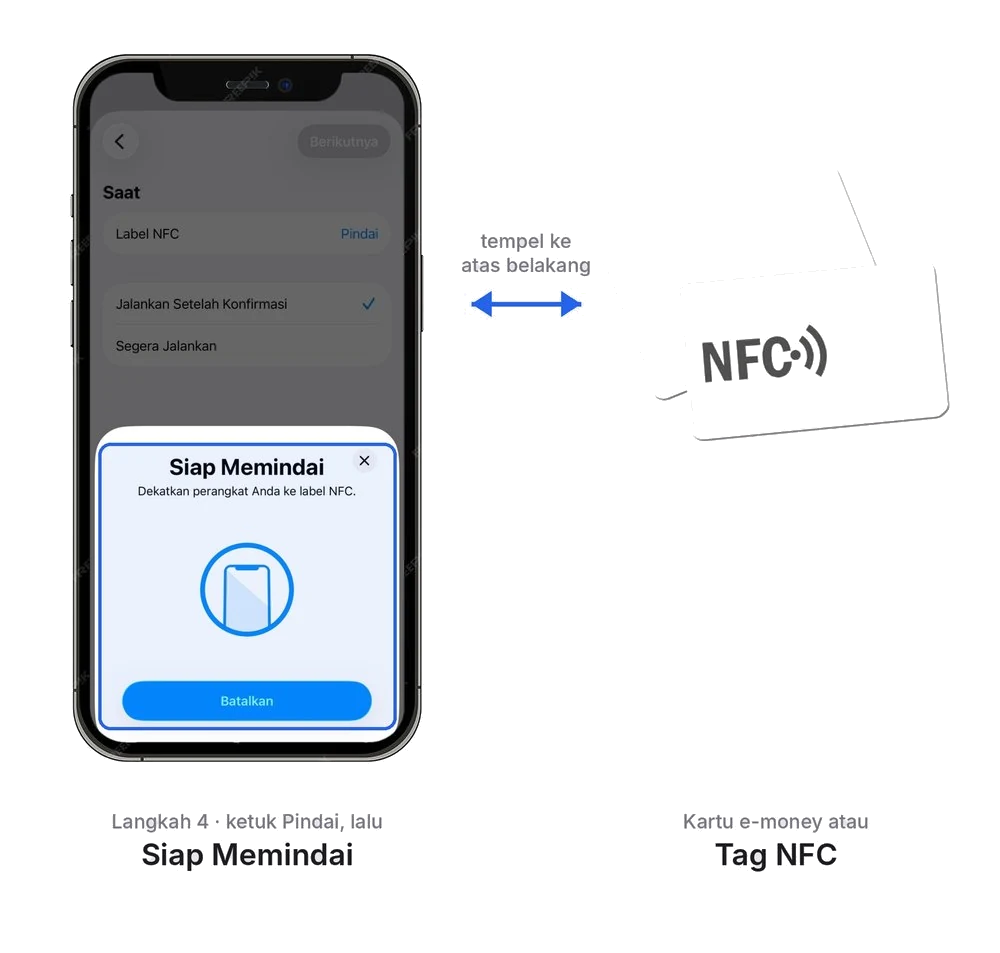 Berikutnya
Saat
Label NFC
Pindai
Jalankan Setelah Konfirmasi
Segera Jalankan
Siap Memindai
Dekatkan perangkat Anda ke label NFC.
Batalkan
tempel ke
atas belakang
NFC
Langkah 4 · ketuk Pindai, lalu
Siap Memindai
Kartu e-money atau
Tag NFC